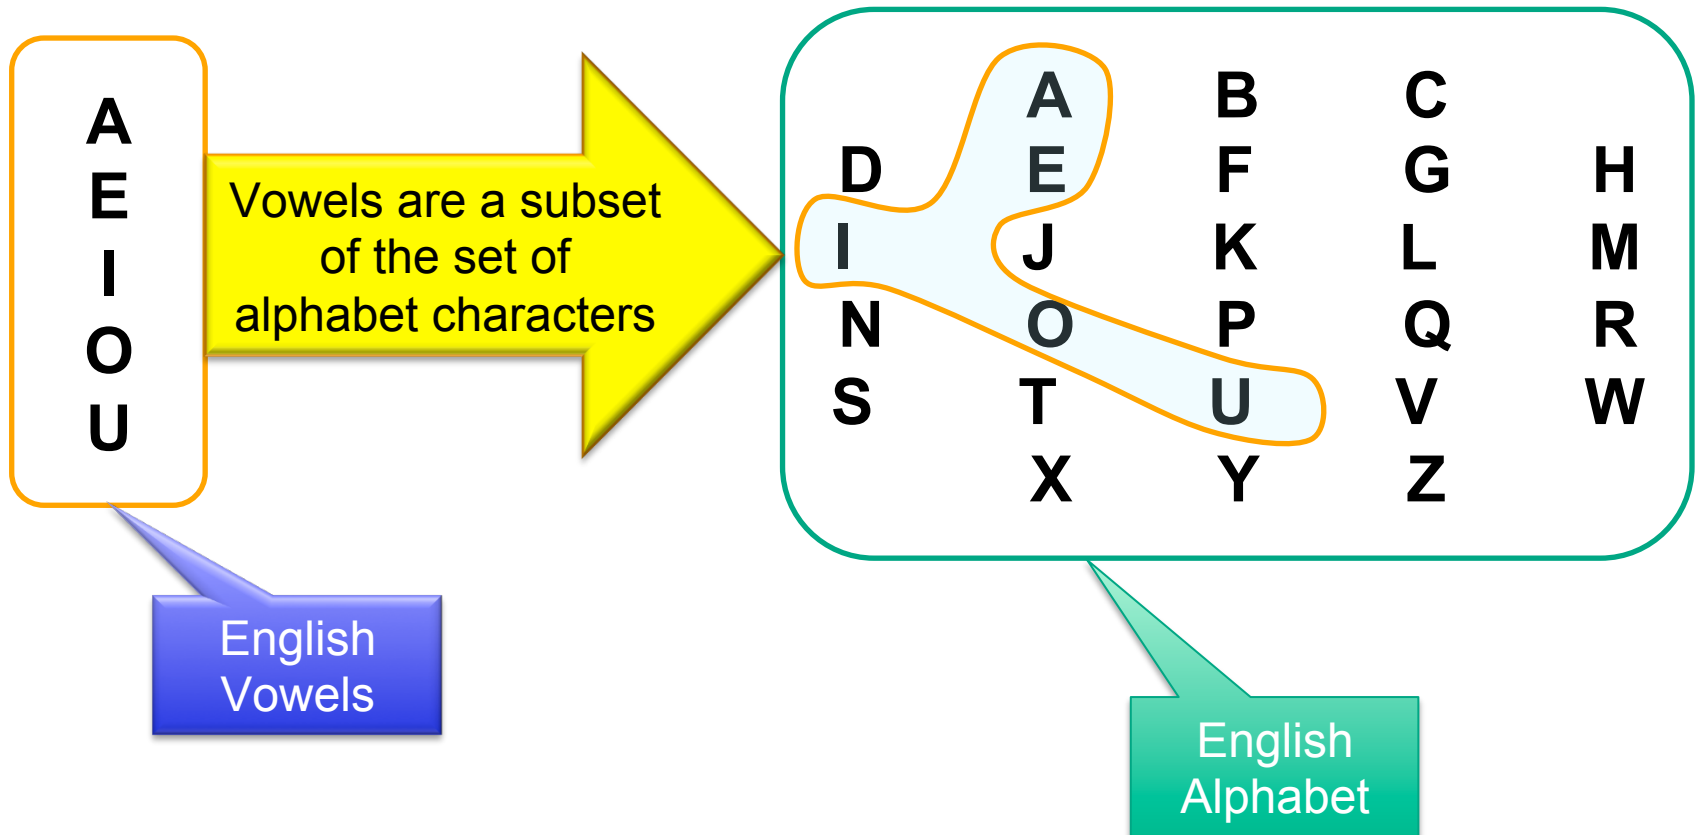 A
E
I
O
U
Vowels are a subset
of the set of
alphabet characters
A B C
D E F G H
I J K L M
N O P Q R
S T U V W
X Y Z
English
Vowels
English
Alphabet